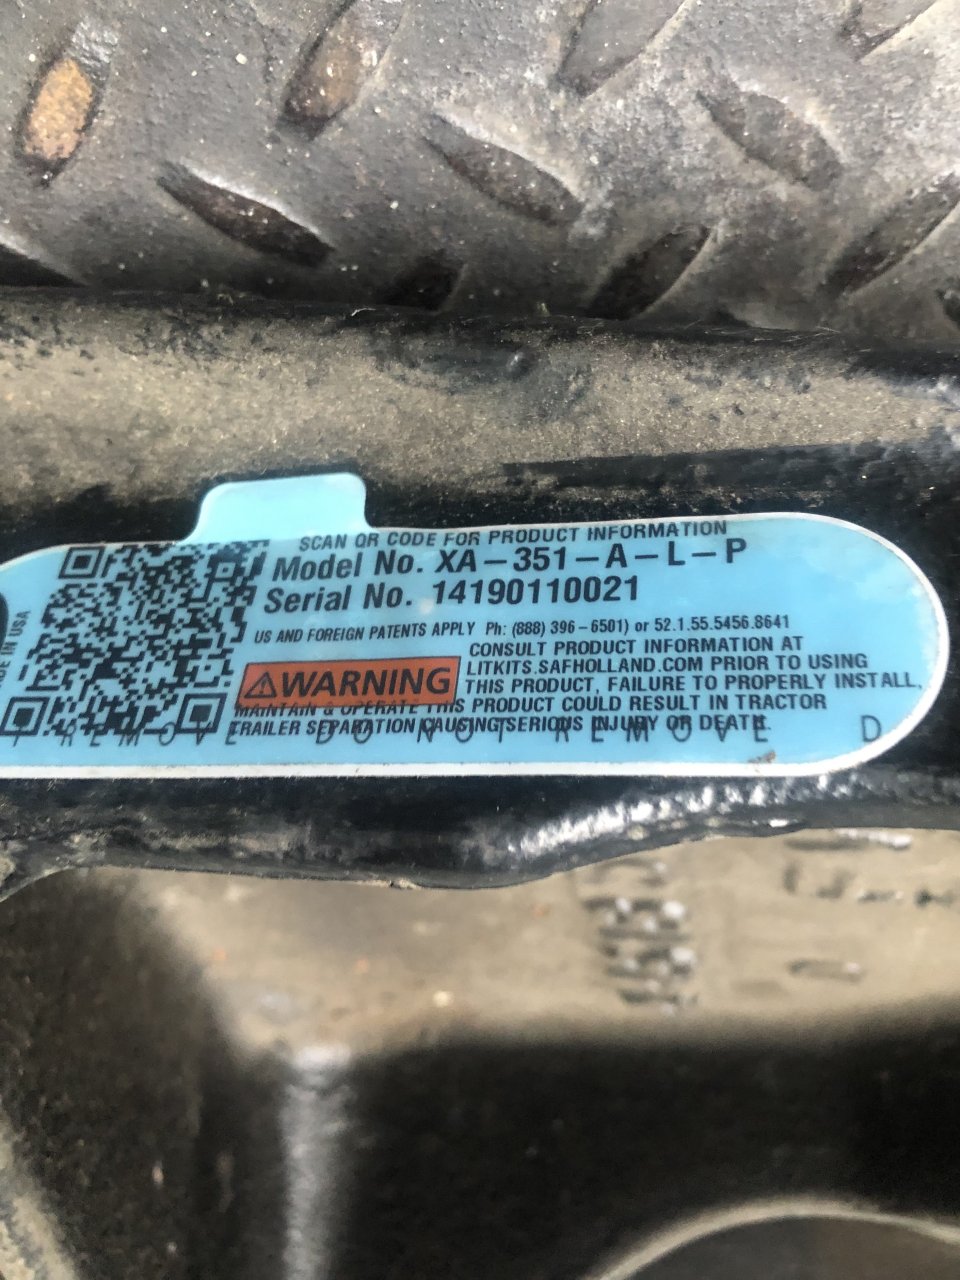 SCAN QR CODE FOR PRODUCT INFORMATION
Model No. XA-351-A-L-P
Serial No. 14190110021
US AND FOREIGN PATENTS APPLY Ph: (888) 396-6501) or 52.1.55.5456.8641
CONSULT PRODUCT INFORMATION AT
LITKITS.SAFHOLLAND.COM PRIOR TO USING
WARNING THIS PRODUCT, FAILURE TO PROPERLY INSTALL,
MAINTAIN & OPERATE THIS PRODUCT COULD RESULT IN TRACTOR
TRAILER SEPARATION CAUSING SERIOUS INJURY OR DEATH.
REMOVE DO NOT REMOVE D
IN USA